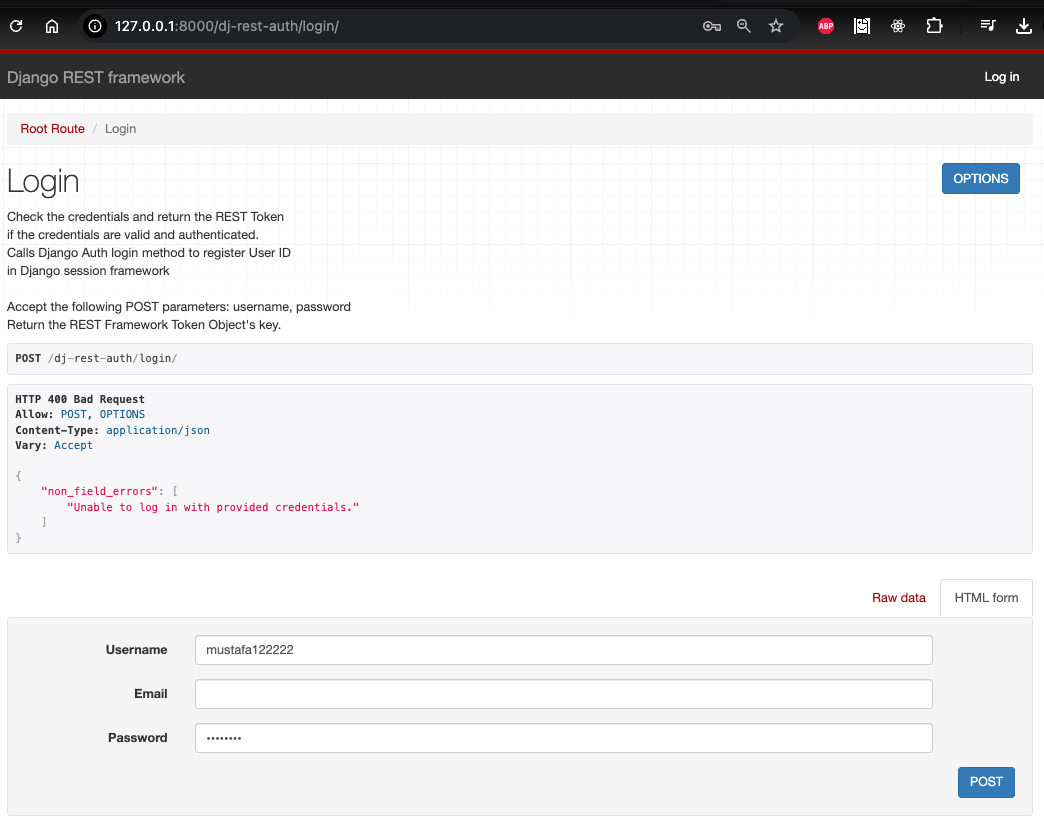 127.0.0.1:8000/dj-rest-auth/login/
ABP
Django REST framework
Log in
Root Route / Login
Login
OPTIONS
Check the credentials and return the REST Token
if the credentials are valid and authenticated.
Calls Django Auth login method to register User ID
in Django session framework
Accept the following POST parameters: username, password
Return the REST Framework Token Object's key.
POST /dj-rest-auth/login/
HTTP 400 Bad Request
Allow: POST, OPTIONS
Content-Type: application/json
Vary: Accept
{
"non_field_errors": [
"Unable to log in with provided credentials."
]
}
Raw data
HTML form
Username
mustafa122222
Email
Password
••••••••
POST